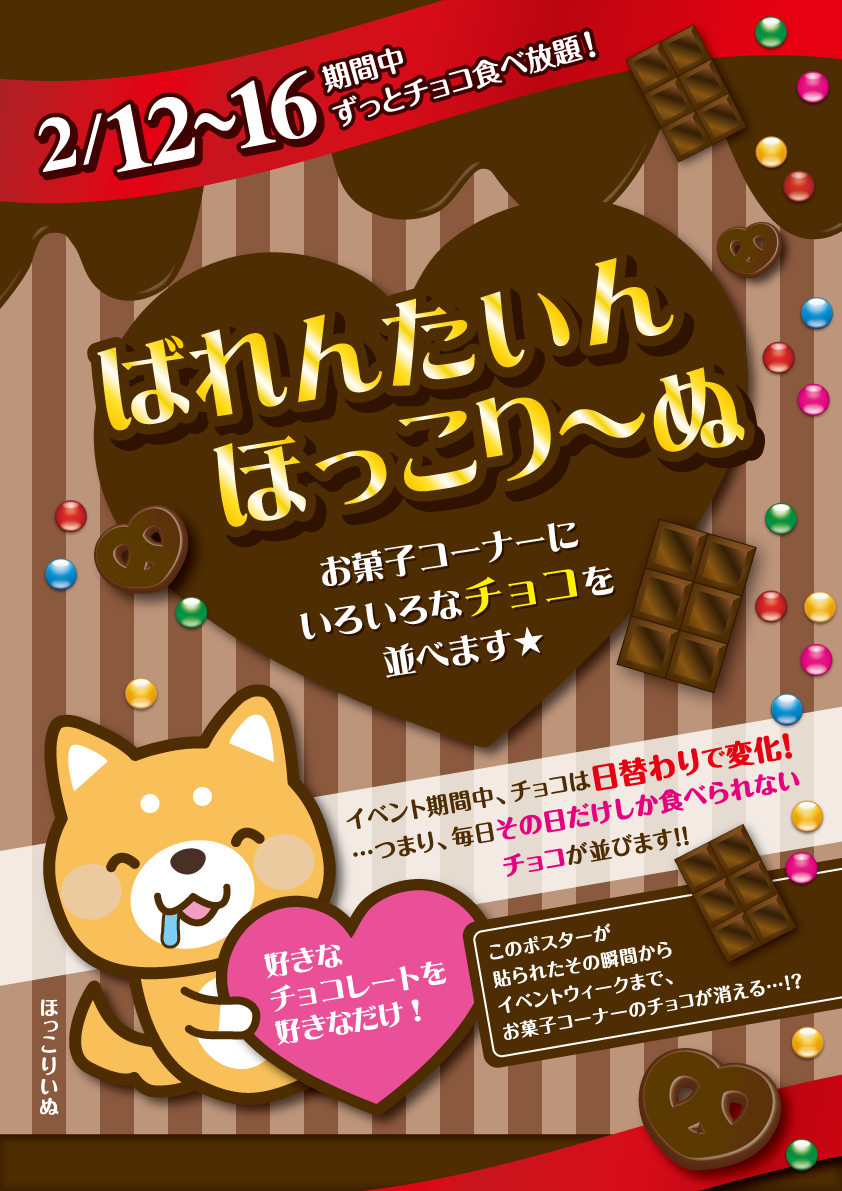 2/12~16
期間中
ずっとチョコ食べ放題!
ばれんたいん
ほっこり～ぬ
お菓子コーナーに
いろいろなチョコを
並べます★
イベント期間中、チョコは日替わりで変化!
…つまり、毎日その日だけしか食べられない
チョコが並びます!!
好きな
チョコレートを
好きなだけ！
このポスターが
貼られたその瞬間から
イベントウィークまで、
お菓子コーナーのチョコが消える…!?
ほっこりいぬ